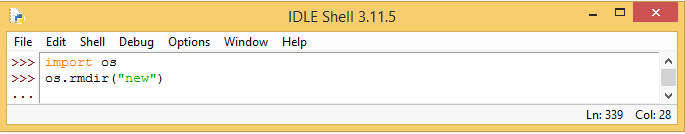 IDLE Shell 3.11.5
File Edit Shell Debug Options Window Help
>>> import os
>>> os.rmdir("new")
...
Ln: 339 Col: 28